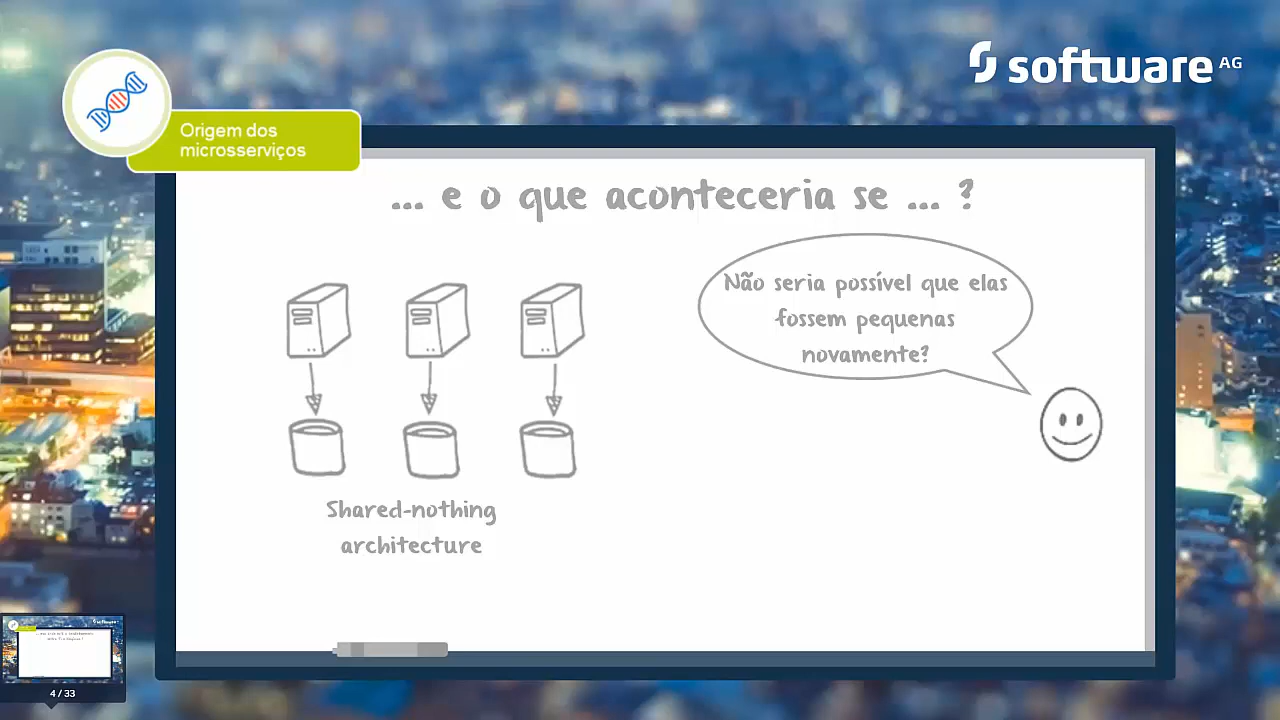 software AG
Origem dos
microsserviços
... e o que aconteceria se ... ?
Não seria possível que elas
fossem pequenas
novamente?
Shared-nothing
architecture
4 / 33